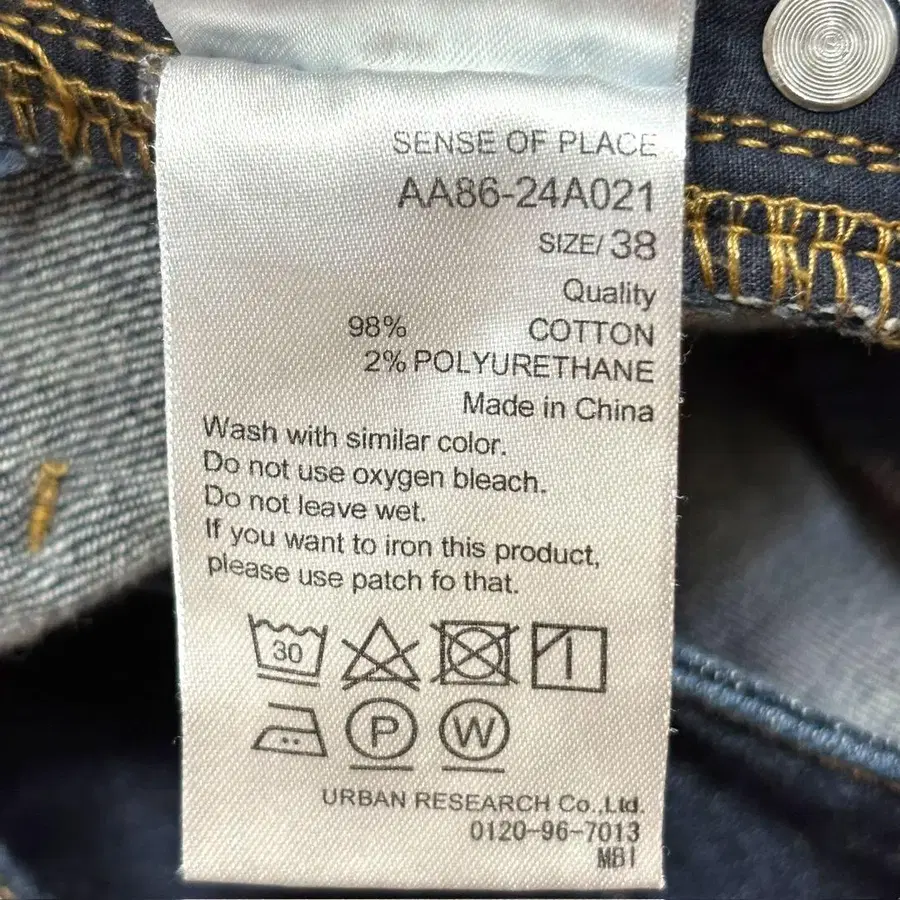 SENSE OF PLACE
AA86-24A021
SIZE/ 38
Quality
98% COTTON
2% POLYURETHANE
Made in China
Wash with similar color.
Do not use oxygen bleach.
Do not leave wet.
If you want to iron this product,
please use patch fo that.
30
P W
URBAN RESEARCH Co.,Ltd.
0120-96-7013
MBI